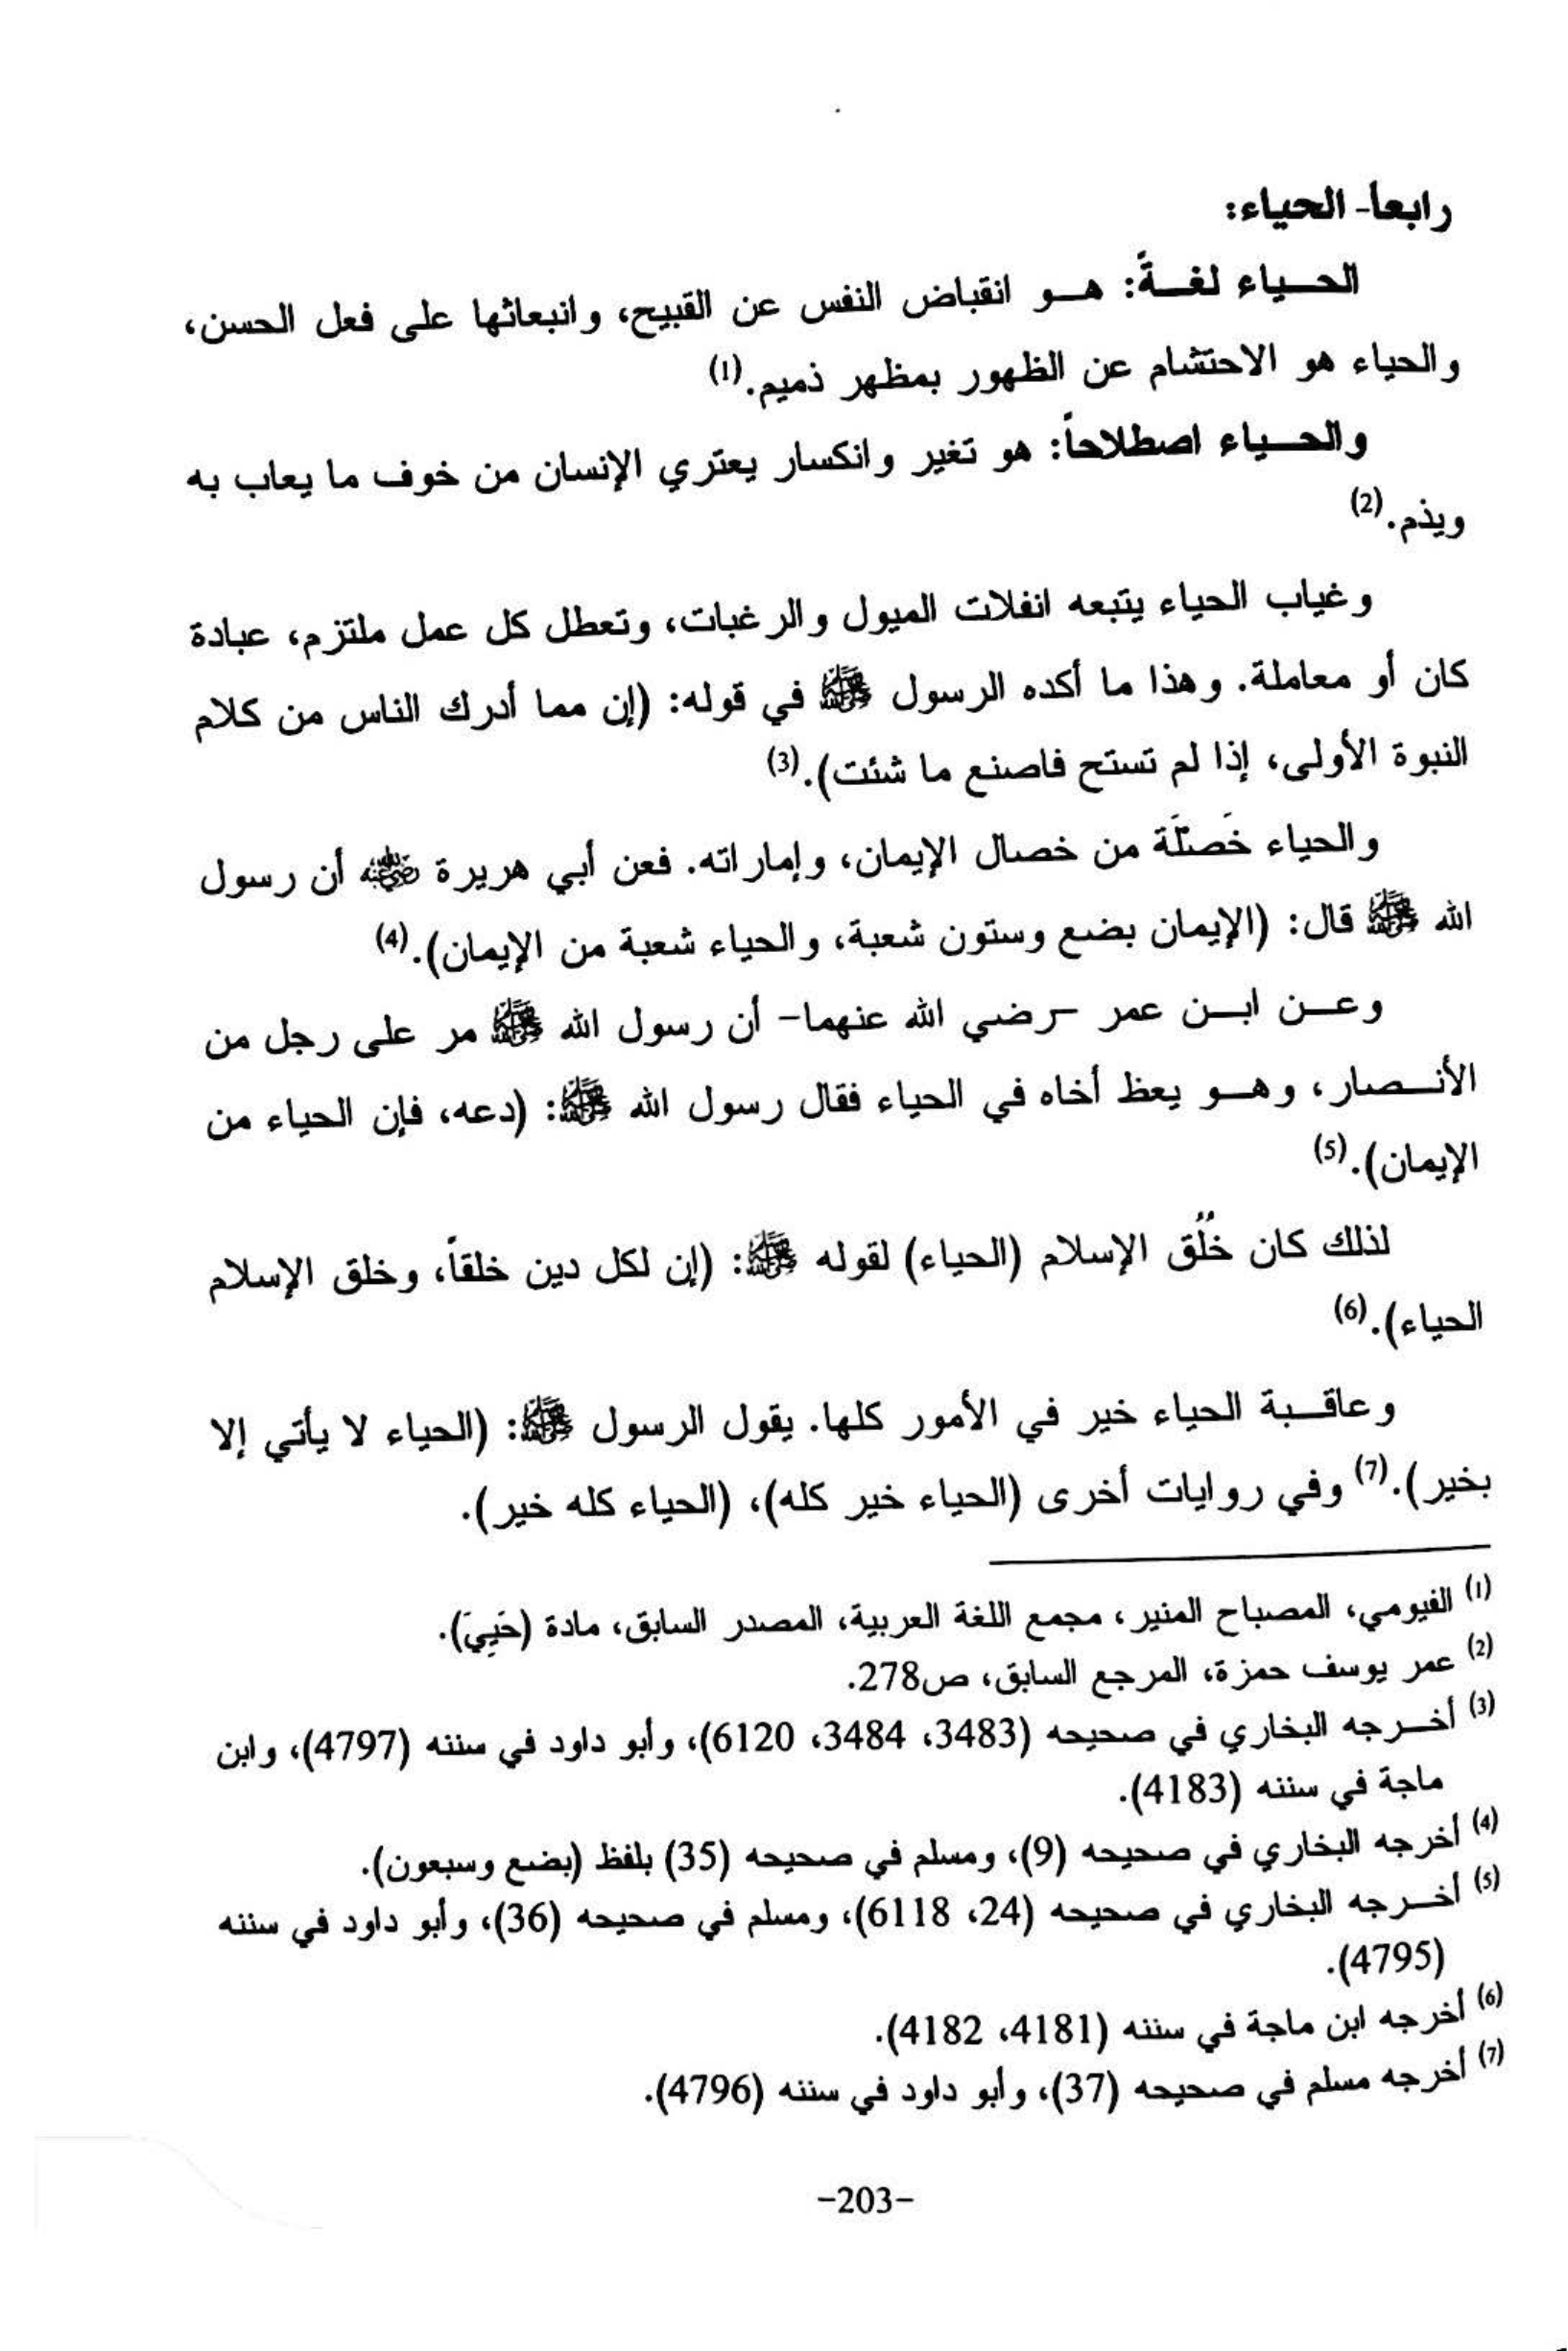 رابعاً- الحياء:
الحـــياء لغـــةً: هـــو انقباض النفس عن القبيح، وانبعاثها على فعل الحسن،
والحياء هو الاحتشام عن الظهور بمظهر ذميم.(1)
والحـــياء اصطلاحاً: هو تغير وانكسار يعتري الإنسان من خوف ما يعاب به
ويذم.(2)
وغياب الحياء يتبعه انفلات الميول والرغبات، وتعطل كل عمل ملتزم، عبادة
كان أو معاملة. وهذا ما أكده الرسول ﷺ في قوله: (إن مما أدرك الناس من كلام
النبوة الأولى، إذا لم تستح فاصنع ما شئت).(3)
والحياء خَصلَة من خصال الإيمان، وإماراته. فعن أبي هريرة رضي الله عنه أن رسول
الله ﷺ قال: (الإيمان بضع وستون شعبة، والحياء شعبة من الإيمان).(4)
وعـــن ابـــن عمر –رضي الله عنهما– أن رسول الله ﷺ مر على رجل من
الأنـــصار، وهـــو يعظ أخاه في الحياء فقال رسول الله ﷺ: (دعه، فإن الحياء من
الإيمان).(5)
لذلك كان خُلُق الإسلام (الحياء) لقوله ﷺ: (إن لكل دين خلقاً، وخلق الإسلام
الحياء).(6)
وعاقـــبة الحياء خير في الأمور كلها. يقول الرسول ﷺ: (الحياء لا يأتي إلا
بخير).(7) وفي روايات أخرى (الحياء خير كله)، (الحياء كله خير).
(1) الفيومي، المصباح المنير، مجمع اللغة العربية، المصدر السابق، مادة (حَيِيَ).
(2) عمر يوسف حمزة، المرجع السابق، ص278.
(3) أخـــرجه البخاري في صحيحه (3483، 3484، 6120)، وأبو داود في سننه (4797)، وابن
ماجة في سننه (4183).
(4) أخرجه البخاري في صحيحه (9)، ومسلم في صحيحه (35) بلفظ (بضع وسبعون).
(5) أخـــرجه البخاري في صحيحه (24، 6118)، ومسلم في صحيحه (36)، وأبو داود في سننه
(4795).
(6) أخرجه ابن ماجة في سننه (4181، 4182).
(7) أخرجه مسلم في صحيحه (37)، وأبو داود في سننه (4796).
–203–